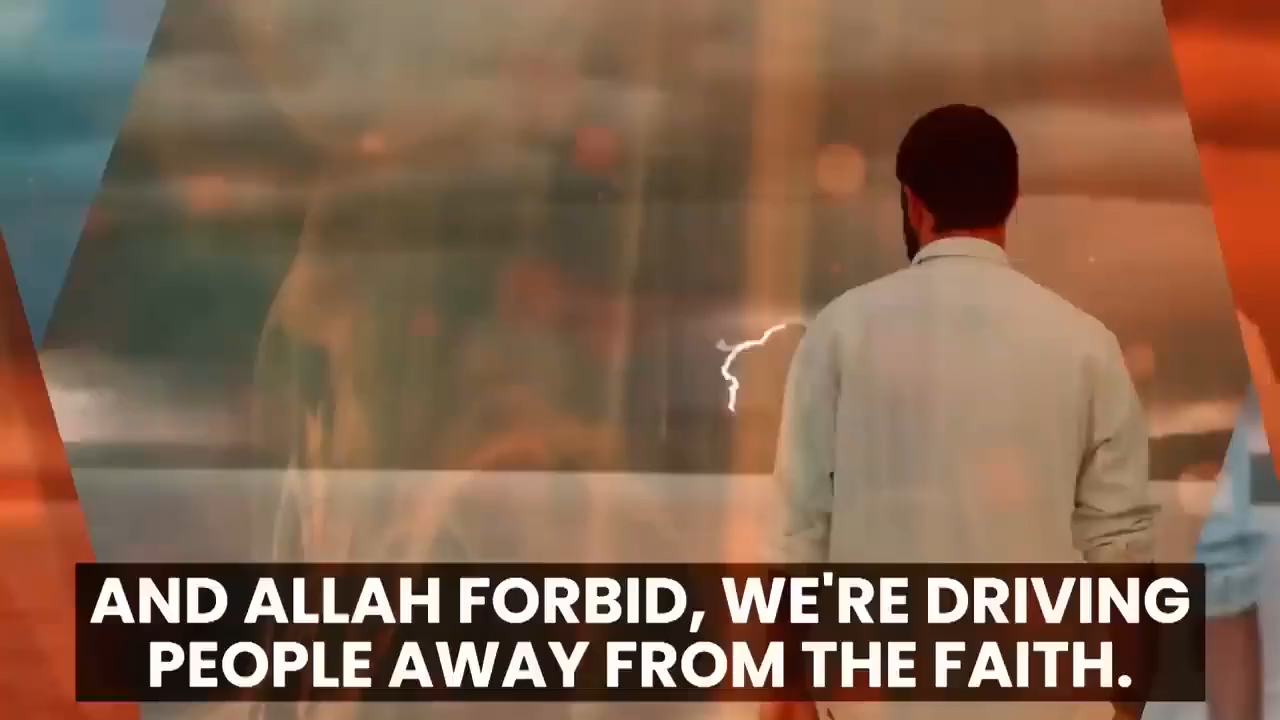 AND ALLAH FORBID, WE'RE DRIVING
PEOPLE AWAY FROM THE FAITH.